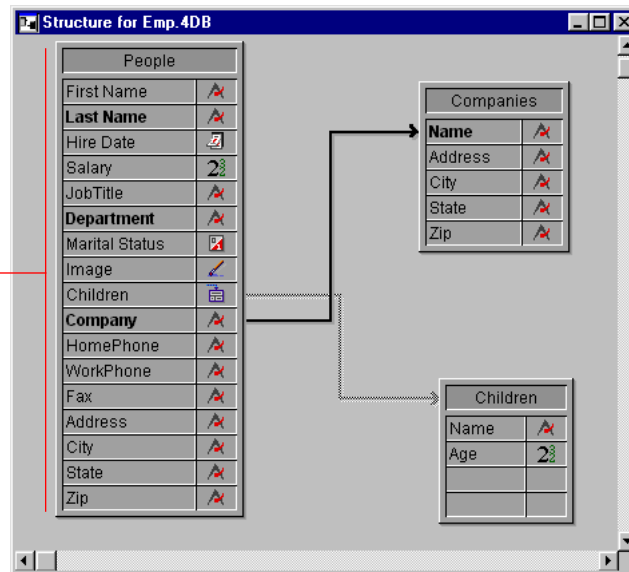 Structure for Emp.4DB
People
First Name
Last Name
Hire Date
Salary
JobTitle
Department
Marital Status
Image
Children
Company
HomePhone
WorkPhone
Fax
Address
City
State
Zip
Companies
Name
Address
City
State
Zip
Children
Name
Age